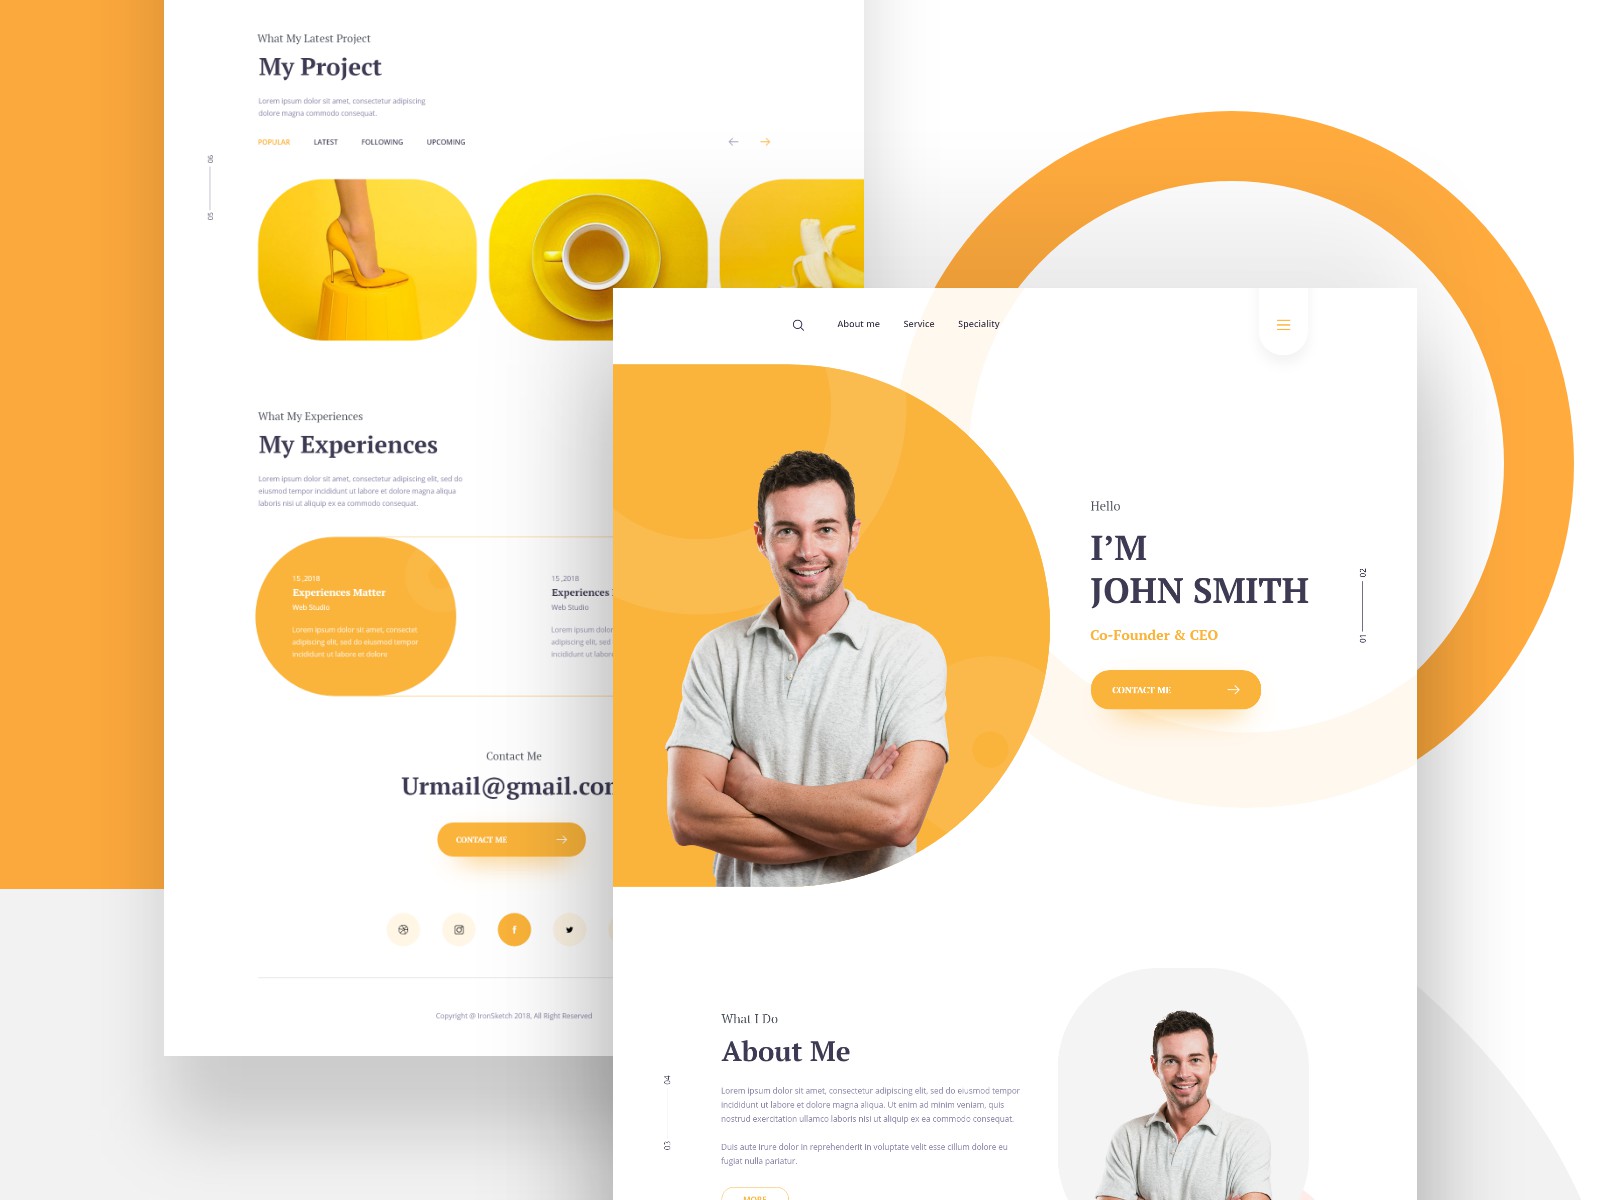 What My Latest Project
My Project
Lorem ipsum dolor sit amet, consectetur adipiscing
dolore magna commodo consequat.
POPULAR LATEST FOLLOWING UPCOMING
06
05
What My Experiences
My Experiences
Lorem ipsum dolor sit amet, consectetur adipiscing elit, sed do
eiusmod tempor incididunt ut labore et dolore magna aliqua
laboris nisi ut aliquip ex ea commodo consequat.
15 ,2018
Experiences Matter
Web Studio
Lorem ipsum dolor sit amet, consectet
adipiscing elit, sed do eiusmod tempor
incididunt ut labore et dolore
15 ,2018
Experiences
Web Studio
Lorem ipsum dolor
adipiscing elit, sed
incididunt ut labore
Contact Me
Urmail@gmail.com
CONTACT ME
Copyright @ IronSketch 2018, All Right Reserved
About me Service Speciality
Hello
I'M
JOHN SMITH
Co-Founder & CEO
CONTACT ME
02
01
What I Do
About Me
Lorem ipsum dolor sit amet, consectetur adipiscing elit, sed do eiusmod tempor
incididunt ut labore et dolore magna aliqua. Ut enim ad minim veniam, quis
nostrud exercitation ullamco laboris nisi ut aliquip ex ea commodo consequat.
Duis aute irure dolor in reprehenderit in voluptate velit esse cillum dolore eu
fugiat nulla pariatur.
MORE
04
03